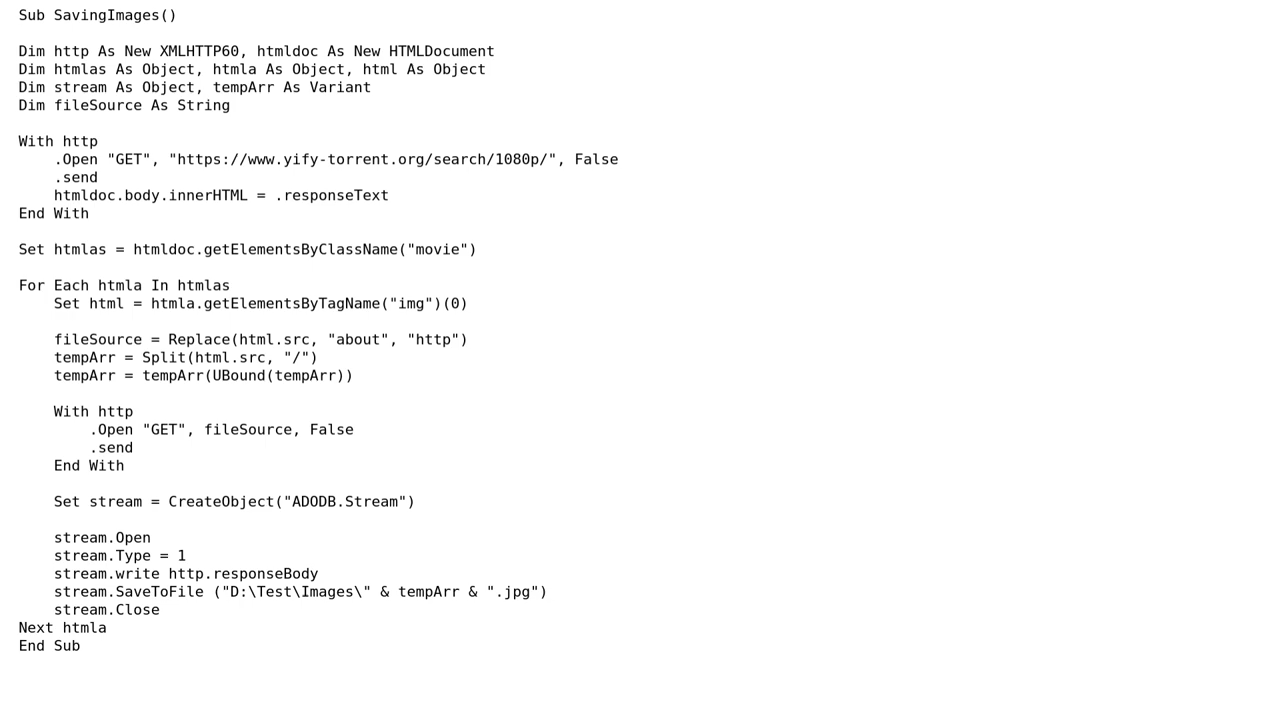 Sub SavingImages()
Dim http As New XMLHTTP60, htmldoc As New HTMLDocument
Dim htmlas As Object, htmla As Object, html As Object
Dim stream As Object, tempArr As Variant
Dim fileSource As String
With http
    .Open "GET", "https://www.yify-torrent.org/search/1080p/", False
    .send
    htmldoc.body.innerHTML = .responseText
End With
Set htmlas = htmldoc.getElementsByClassName("movie")
For Each htmla In htmlas
    Set html = htmla.getElementsByTagName("img")(0)
    fileSource = Replace(html.src, "about", "http")
    tempArr = Split(html.src, "/")
    tempArr = tempArr(UBound(tempArr))
    With http
        .Open "GET", fileSource, False
        .send
    End With
    Set stream = CreateObject("ADODB.Stream")
    stream.Open
    stream.Type = 1
    stream.write http.responseBody
    stream.SaveToFile ("D:\Test\Images\" & tempArr & ".jpg")
    stream.Close
Next htmla
End Sub